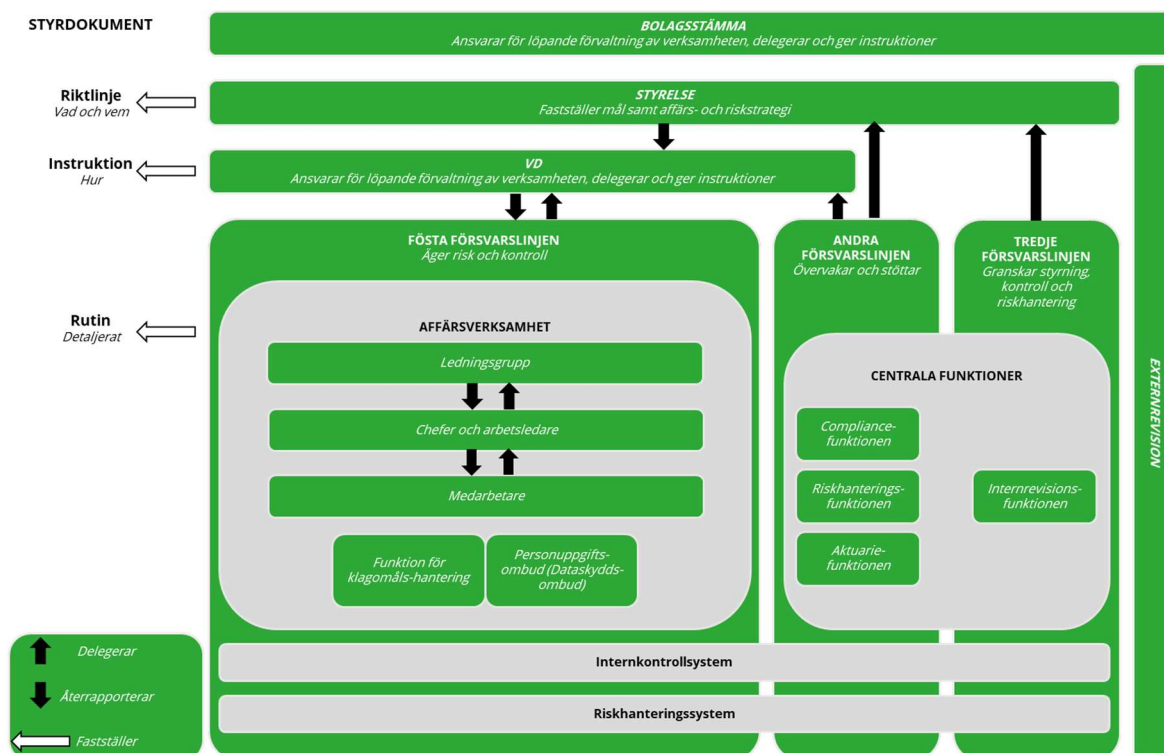 STYRDOKUMENT
BOLAGSSTÄMMA
Ansvarar för löpande förvaltning av verksamheten, delegerar och ger instruktioner
Riktlinje
Vad och vem
STYRELSE
Fastställer mål samt affärs- och riskstrategi
Instruktion
Hur
VD
Ansvarar för löpande förvaltning av verksamheten, delegerar och ger instruktioner
FÖSTA FÖRSVARSLINJEN
Äger risk och kontroll
ANDRA
FÖRSVARSLINJEN
Övervakar och stöttar
TREDJE
FÖRSVARSLINJEN
Granskar styrning,
kontroll och
riskhantering
Rutin
Detaljerat
AFFÄRSVERKSAMHET
Ledningsgrupp
Chefer och arbetsledare
Medarbetare
Funktion för
klagomåls-hantering
Personuppgifts-
ombud (Dataskydds-
ombud)
CENTRALA FUNKTIONER
Compliance-
funktionen
Riskhanterings-
funktionen
Aktuarie-
funktionen
Internrevisions-
funktionen
EXTERNREVISION
Internkontrollsystem
Riskhanteringssystem
Delegerar
Återrapporterar
Fastställer